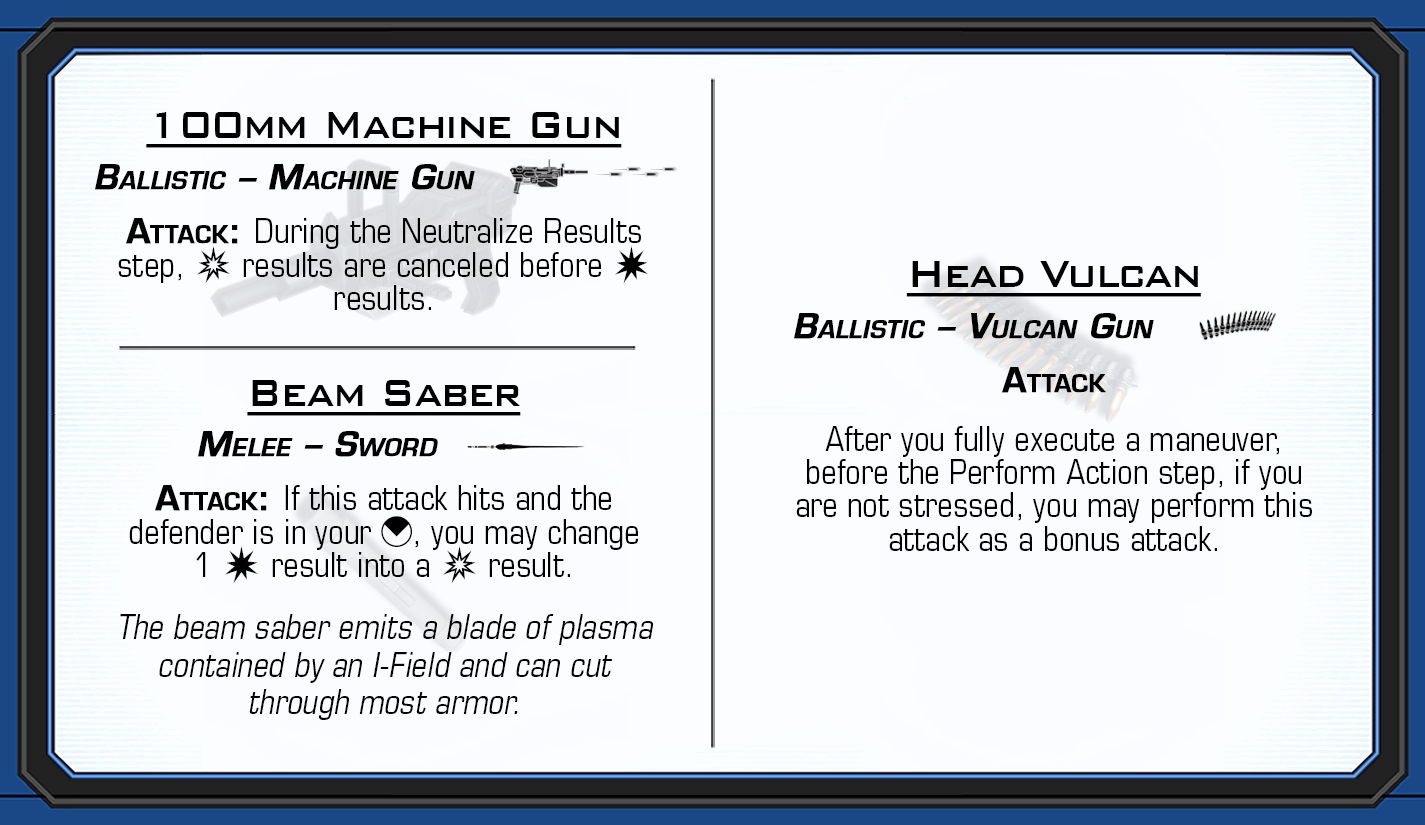 100mm Machine Gun
Ballistic – Machine Gun
Attack: During the Neutralize Results
step, results are canceled before
results.
Beam Saber
Melee – Sword
Attack: If this attack hits and the
defender is in your , you may change
1 result into a result.
The beam saber emits a blade of plasma
contained by an I-Field and can cut
through most armor.
Head Vulcan
Ballistic – Vulcan Gun
Attack
After you fully execute a maneuver,
before the Perform Action step, if you
are not stressed, you may perform this
attack as a bonus attack.